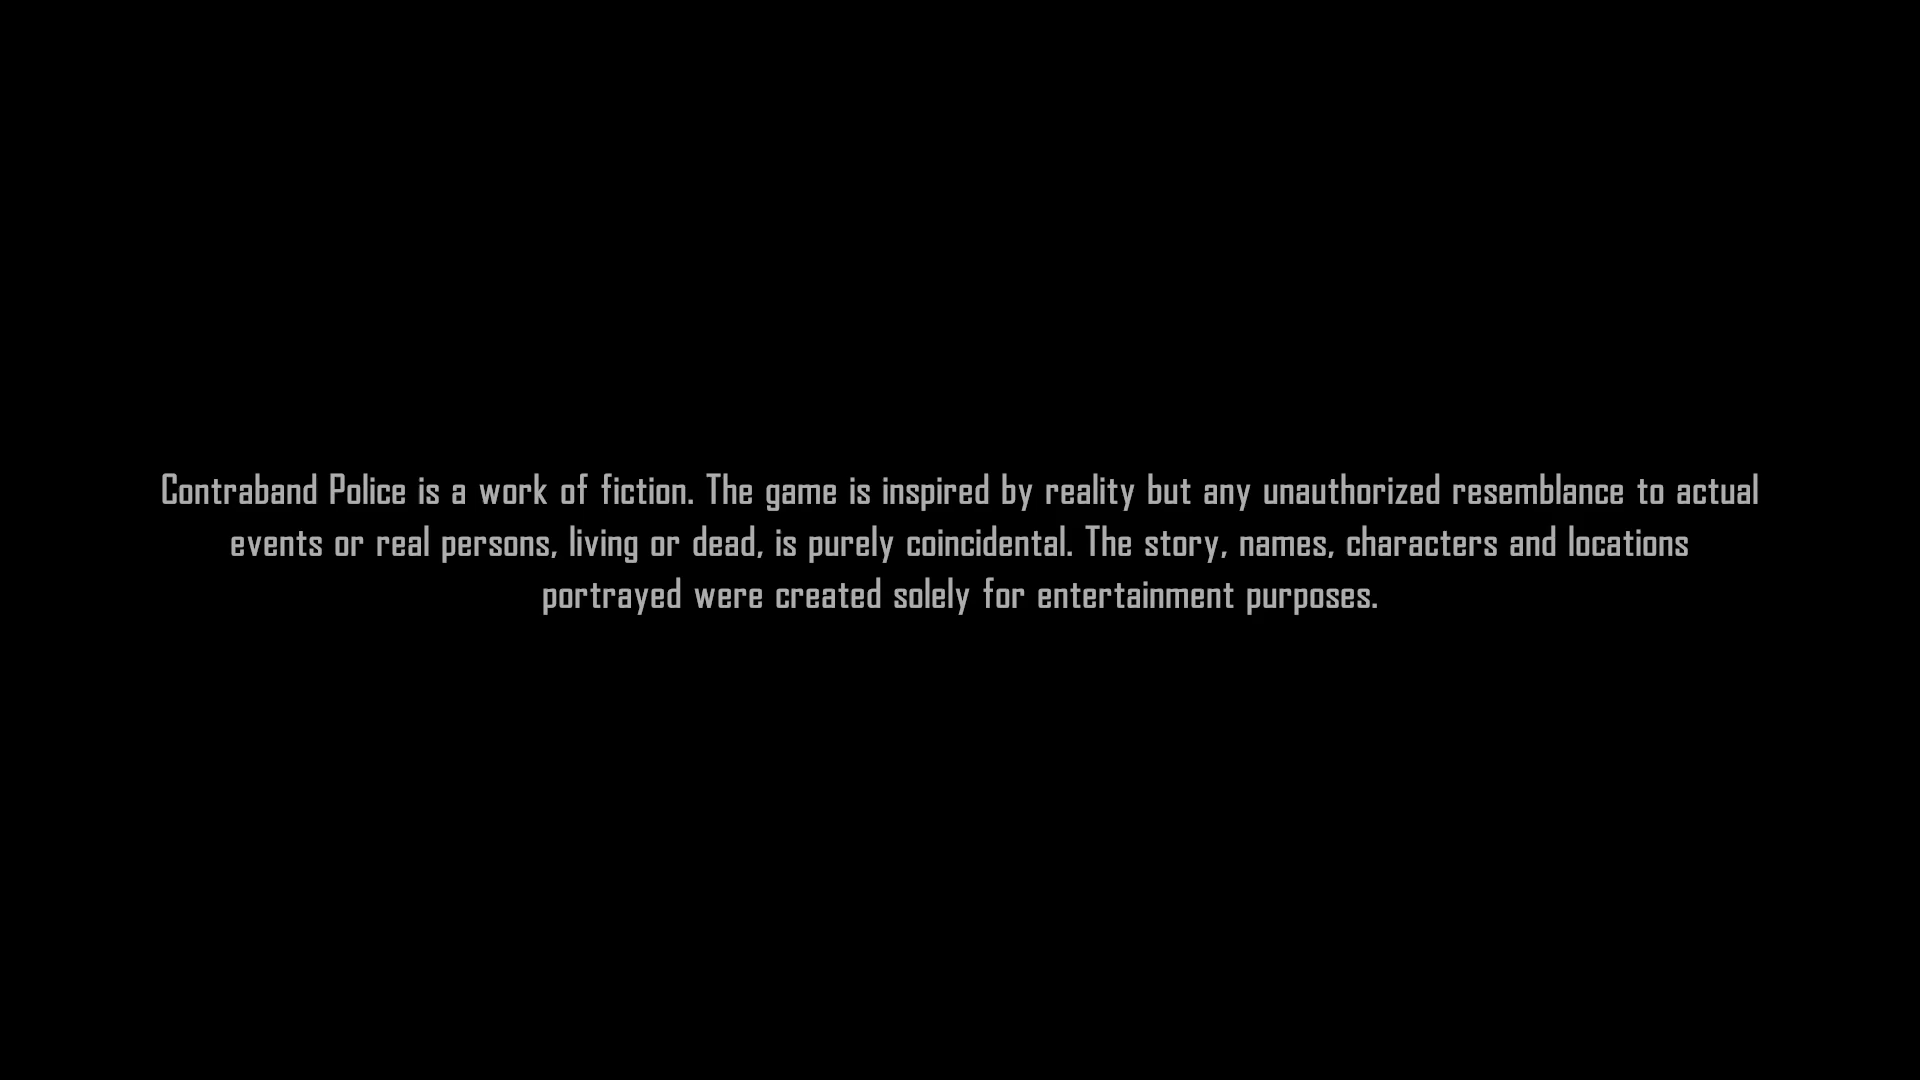 Contraband Police is a work of fiction. The game is inspired by reality but any unauthorized resemblance to actual
events or real persons, living or dead, is purely coincidental. The story, names, characters and locations
portrayed were created solely for entertainment purposes.